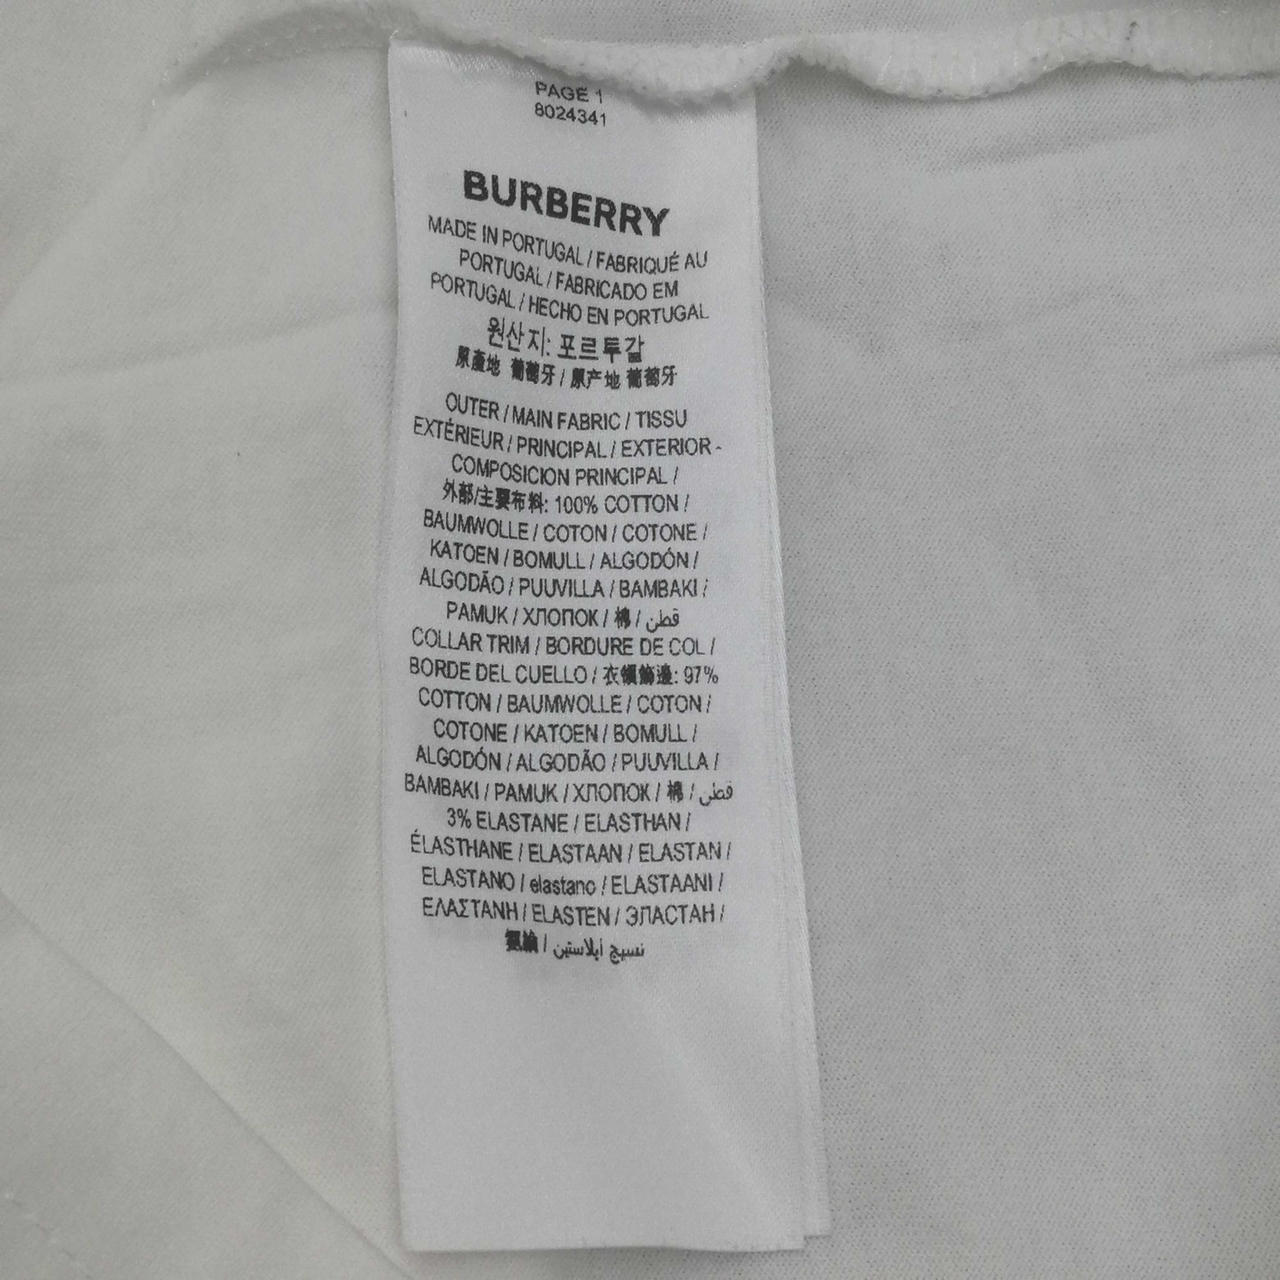 PAGE 1
8024341
BURBERRY
MADE IN PORTUGAL / FABRIQUÉ AU
PORTUGAL / FABRICADO EM
PORTUGAL / HECHO EN PORTUGAL
원산지: 포르투갈
原產地 葡萄牙 / 原产地 葡萄牙
OUTER / MAIN FABRIC / TISSU
EXTÉRIEUR / PRINCIPAL / EXTERIOR -
COMPOSICION PRINCIPAL /
外部/主要布料: 100% COTTON /
BAUMWOLLE / COTON / COTONE /
KATOEN / BOMULL / ALGODÓN /
ALGODÃO / PUUVILLA / BAMBAKI /
PAMUK / ХЛОПОК / 棉 / قطن
COLLAR TRIM / BORDURE DE COL /
BORDE DEL CUELLO / 衣領飾邊: 97%
COTTON / BAUMWOLLE / COTON /
COTONE / KATOEN / BOMULL /
ALGODÓN / ALGODÃO / PUUVILLA /
BAMBAKI / PAMUK / ХЛОПОК / 棉 / قطن
3% ELASTANE / ELASTHAN /
ÉLASTHANE / ELASTAAN / ELASTAN /
ELASTANO / elastano / ELASTAANI /
ΕΛΑΣΤΑΝΗ / ELASTEN / ЭЛАСТАН /
氨綸 / نسيج إيلاستين